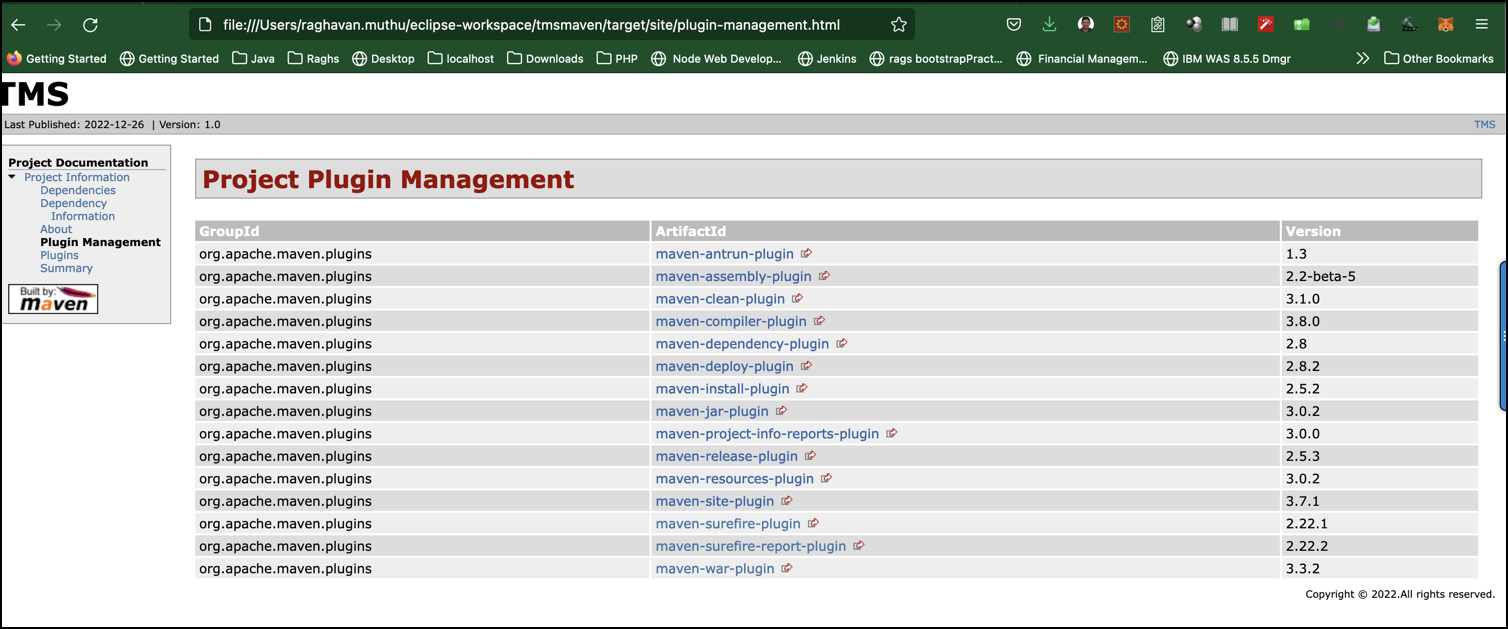 file:///Users/raghavan.muthu/eclipse-workspace/tmsmaven/target/site/plugin-management.html
Getting Started Getting Started Java Raghs Desktop localhost Downloads PHP Node Web Develop... Jenkins rags bootstrapPract... Financial Managem... IBM WAS 8.5.5 Dmgr Other Bookmarks
TMS
Last Published: 2022-12-26 | Version: 1.0 TMS
Project Documentation
Project Information
Dependencies
Dependency
Information
About
Plugin Management
Plugins
Summary
Built by:
maven
Project Plugin Management
GroupId ArtifactId Version
org.apache.maven.plugins maven-antrun-plugin 1.3
org.apache.maven.plugins maven-assembly-plugin 2.2-beta-5
org.apache.maven.plugins maven-clean-plugin 3.1.0
org.apache.maven.plugins maven-compiler-plugin 3.8.0
org.apache.maven.plugins maven-dependency-plugin 2.8
org.apache.maven.plugins maven-deploy-plugin 2.8.2
org.apache.maven.plugins maven-install-plugin 2.5.2
org.apache.maven.plugins maven-jar-plugin 3.0.2
org.apache.maven.plugins maven-project-info-reports-plugin 3.0.0
org.apache.maven.plugins maven-release-plugin 2.5.3
org.apache.maven.plugins maven-resources-plugin 3.0.2
org.apache.maven.plugins maven-site-plugin 3.7.1
org.apache.maven.plugins maven-surefire-plugin 2.22.1
org.apache.maven.plugins maven-surefire-report-plugin 2.22.2
org.apache.maven.plugins maven-war-plugin 3.3.2
Copyright © 2022.All rights reserved.